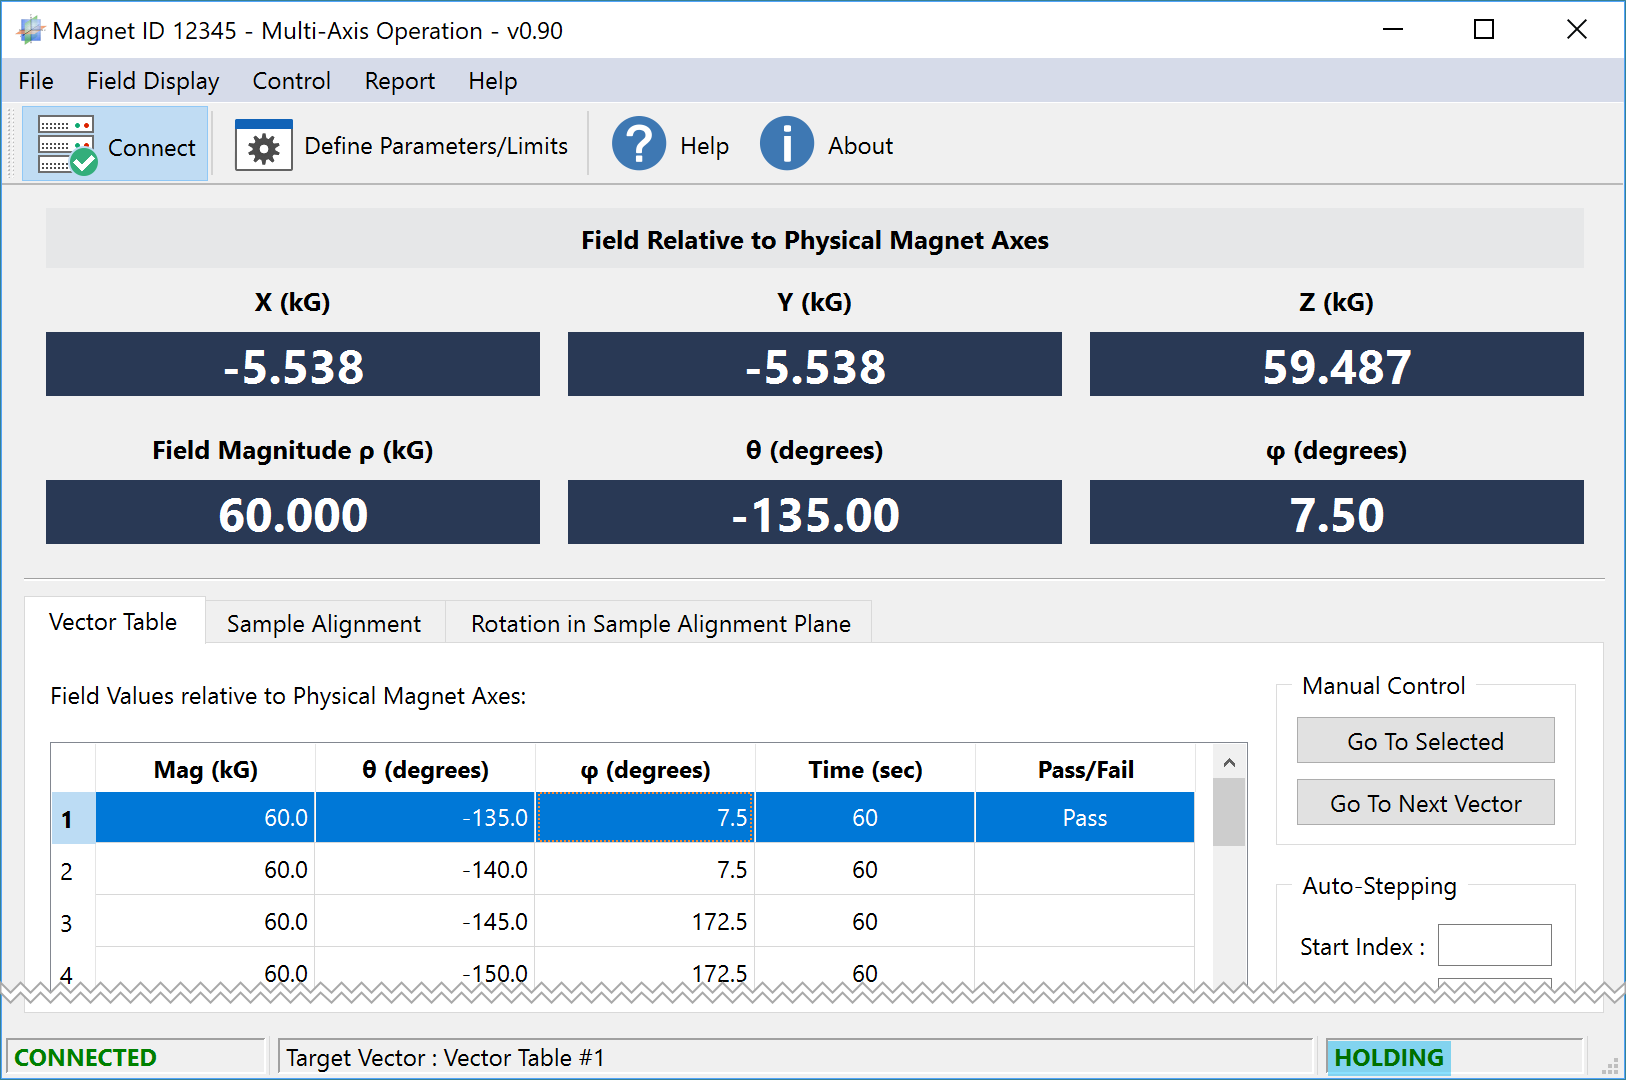 Magnet ID 12345 - Multi-Axis Operation - v0.90
File Field Display Control Report Help
Connect Define Parameters/Limits Help About
Field Relative to Physical Magnet Axes
X (kG) Y (kG) Z (kG)
-5.538 -5.538 59.487
Field Magnitude ρ (kG) θ (degrees) φ (degrees)
60.000 -135.00 7.50
Vector Table Sample Alignment Rotation in Sample Alignment Plane
Field Values relative to Physical Magnet Axes:
Mag (kG) θ (degrees) φ (degrees) Time (sec) Pass/Fail
1 60.0 -135.0 7.5 60 Pass
2 60.0 -140.0 7.5 60
3 60.0 -145.0 172.5 60
4 60.0 -150.0 172.5 60
Manual Control
Go To Selected
Go To Next Vector
Auto-Stepping
Start Index :
CONNECTED Target Vector : Vector Table #1 HOLDING